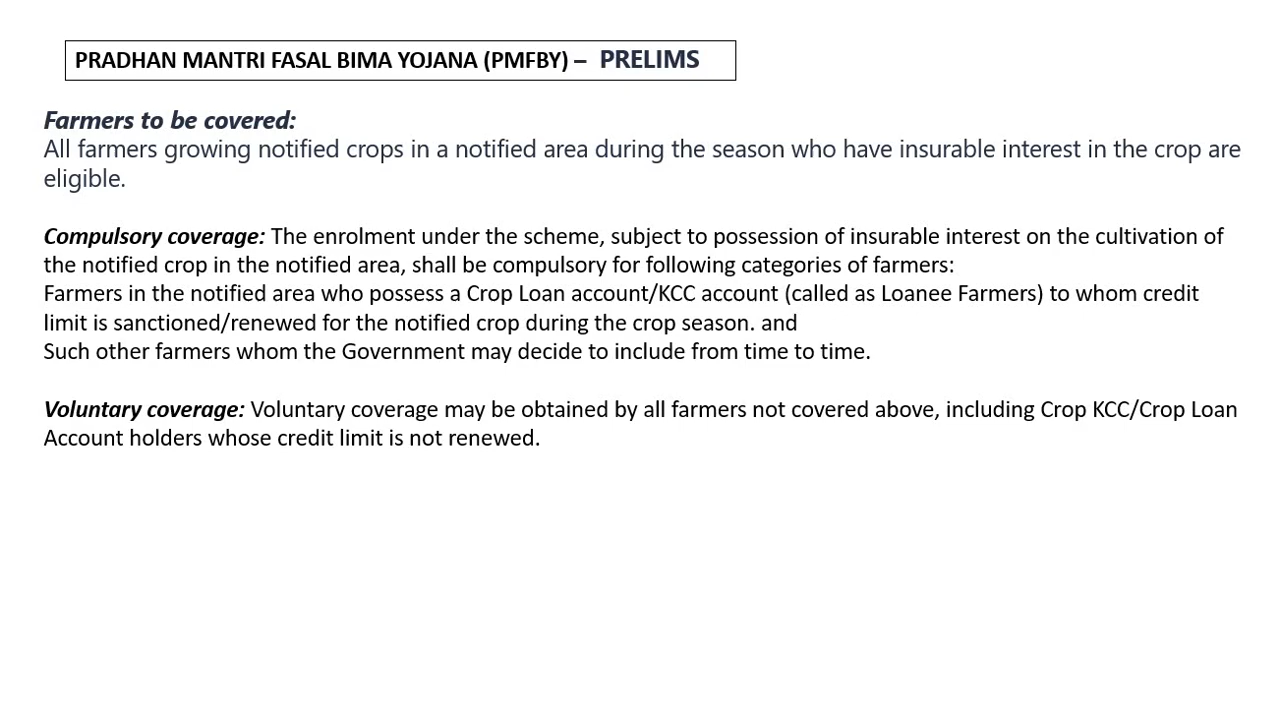 PRADHAN MANTRI FASAL BIMA YOJANA (PMFBY) – PRELIMS
Farmers to be covered:
All farmers growing notified crops in a notified area during the season who have insurable interest in the crop are
eligible.
Compulsory coverage: The enrolment under the scheme, subject to possession of insurable interest on the cultivation of
the notified crop in the notified area, shall be compulsory for following categories of farmers:
Farmers in the notified area who possess a Crop Loan account/KCC account (called as Loanee Farmers) to whom credit
limit is sanctioned/renewed for the notified crop during the crop season. and
Such other farmers whom the Government may decide to include from time to time.
Voluntary coverage: Voluntary coverage may be obtained by all farmers not covered above, including Crop KCC/Crop Loan
Account holders whose credit limit is not renewed.